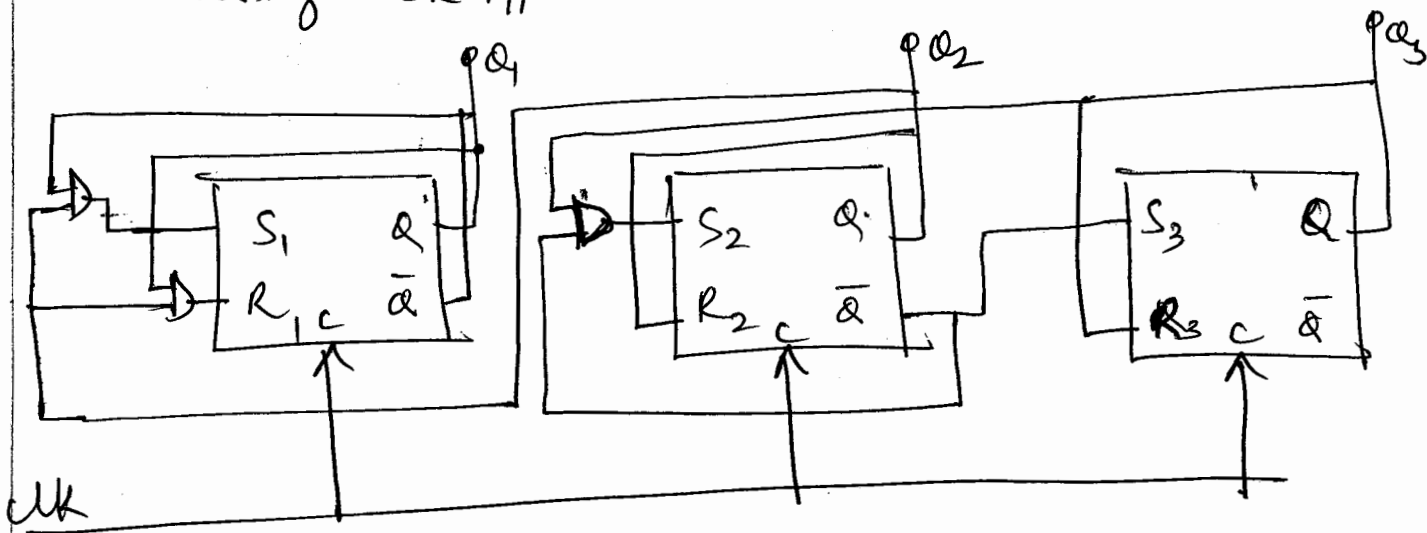 Q₁ Q₂ Q₃
S₁ Q S₂ Q S₃ Q
R₁ C Q̅ R₂ C Q̅ R₃ C Q̅
clk